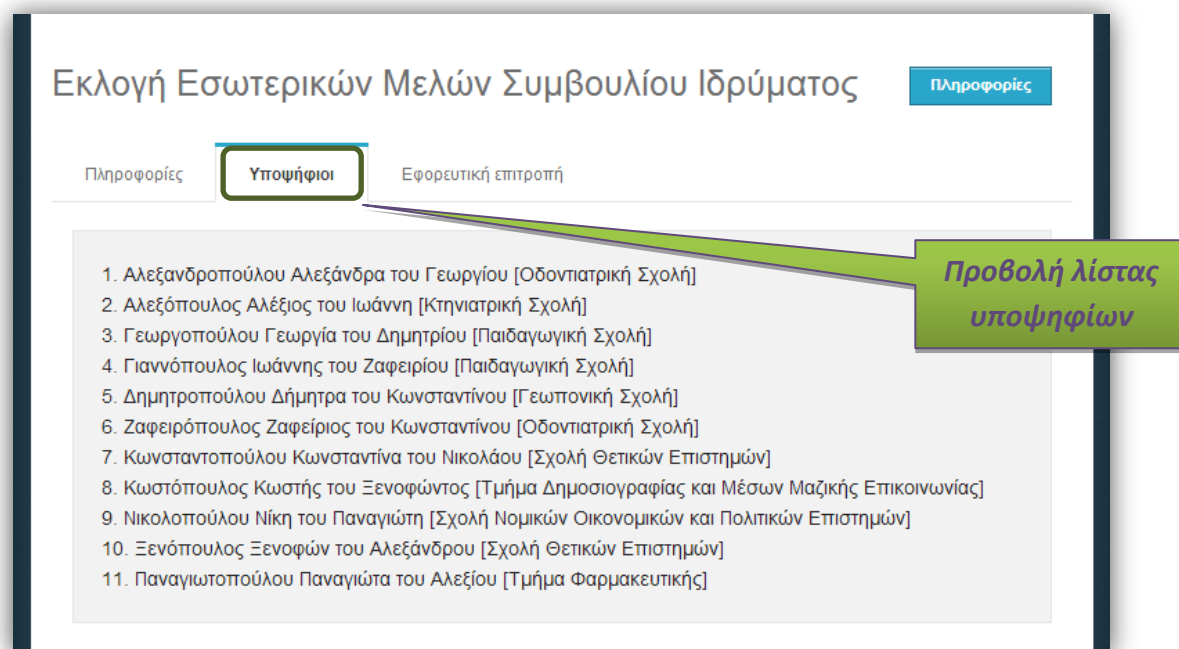 Εκλογή Εσωτερικών Μελών Συμβουλίου Ιδρύματος
Πληροφορίες
Πληροφορίες
Υποψήφιοι
Εφορευτική επιτροπή
Προβολή λίστας
υποψηφίων
1. Αλεξανδροπούλου Αλεξάνδρα του Γεωργίου [Οδοντιατρική Σχολή]
2. Αλεξόπουλος Αλέξιος του Ιωάννη [Κτηνιατρική Σχολή]
3. Γεωργοπούλου Γεωργία του Δημητρίου [Παιδαγωγική Σχολή]
4. Γιαννόπουλος Ιωάννης του Ζαφειρίου [Παιδαγωγική Σχολή]
5. Δημητροπούλου Δήμητρα του Κωνσταντίνου [Γεωπονική Σχολή]
6. Ζαφειρόπουλος Ζαφείριος του Κωνσταντίνου [Οδοντιατρική Σχολή]
7. Κωνσταντοπούλου Κωνσταντίνα του Νικολάου [Σχολή Θετικών Επιστημών]
8. Κωστόπουλος Κωστής του Ξενοφώντος [Τμήμα Δημοσιογραφίας και Μέσων Μαζικής Επικοινωνίας]
9. Νικολοπούλου Νίκη του Παναγιώτη [Σχολή Νομικών Οικονομικών και Πολιτικών Επιστημών]
10. Ξενόπουλος Ξενοφών του Αλεξάνδρου [Σχολή Θετικών Επιστημών]
11. Παναγιωτοπούλου Παναγιώτα του Αλεξίου [Τμήμα Φαρμακευτικής]